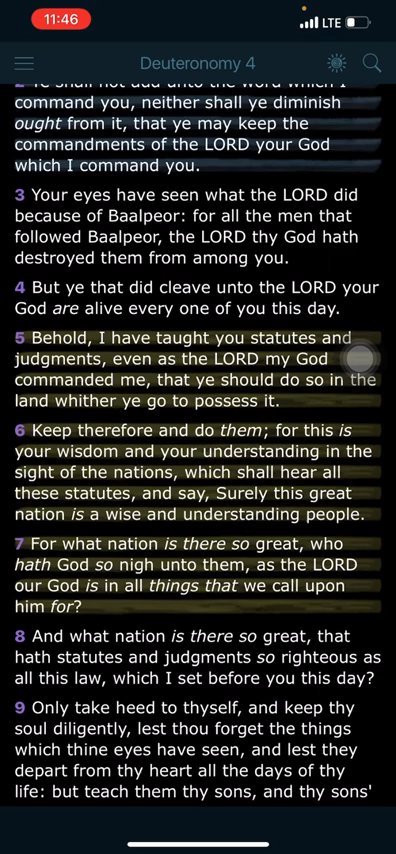 11:46
LTE
Deuteronomy 4
2 Ye shall not add unto the word which I
command you, neither shall ye diminish
ought from it, that ye may keep the
commandments of the LORD your God
which I command you.
3 Your eyes have seen what the LORD did
because of Baalpeor: for all the men that
followed Baalpeor, the LORD thy God hath
destroyed them from among you.
4 But ye that did cleave unto the LORD your
God are alive every one of you this day.
5 Behold, I have taught you statutes and
judgments, even as the LORD my God
commanded me, that ye should do so in the
land whither ye go to possess it.
6 Keep therefore and do them; for this is
your wisdom and your understanding in the
sight of the nations, which shall hear all
these statutes, and say, Surely this great
nation is a wise and understanding people.
7 For what nation is there so great, who
hath God so nigh unto them, as the LORD
our God is in all things that we call upon
him for?
8 And what nation is there so great, that
hath statutes and judgments so righteous as
all this law, which I set before you this day?
9 Only take heed to thyself, and keep thy
soul diligently, lest thou forget the things
which thine eyes have seen, and lest they
depart from thy heart all the days of thy
life: but teach them thy sons, and thy sons'